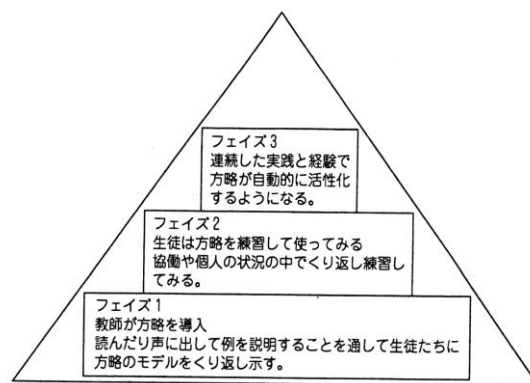 フェイズ3
連続した実践と経験で
方略が自動的に活性化
するようになる。
フェイズ2
生徒は方略を練習して使ってみる
協働や個人の状況の中でくり返し練習し
てみる。
フェイズ1
教師が方略を導入
読んだり声に出して例を説明することを通して生徒たちに
方略のモデルをくり返し示す。